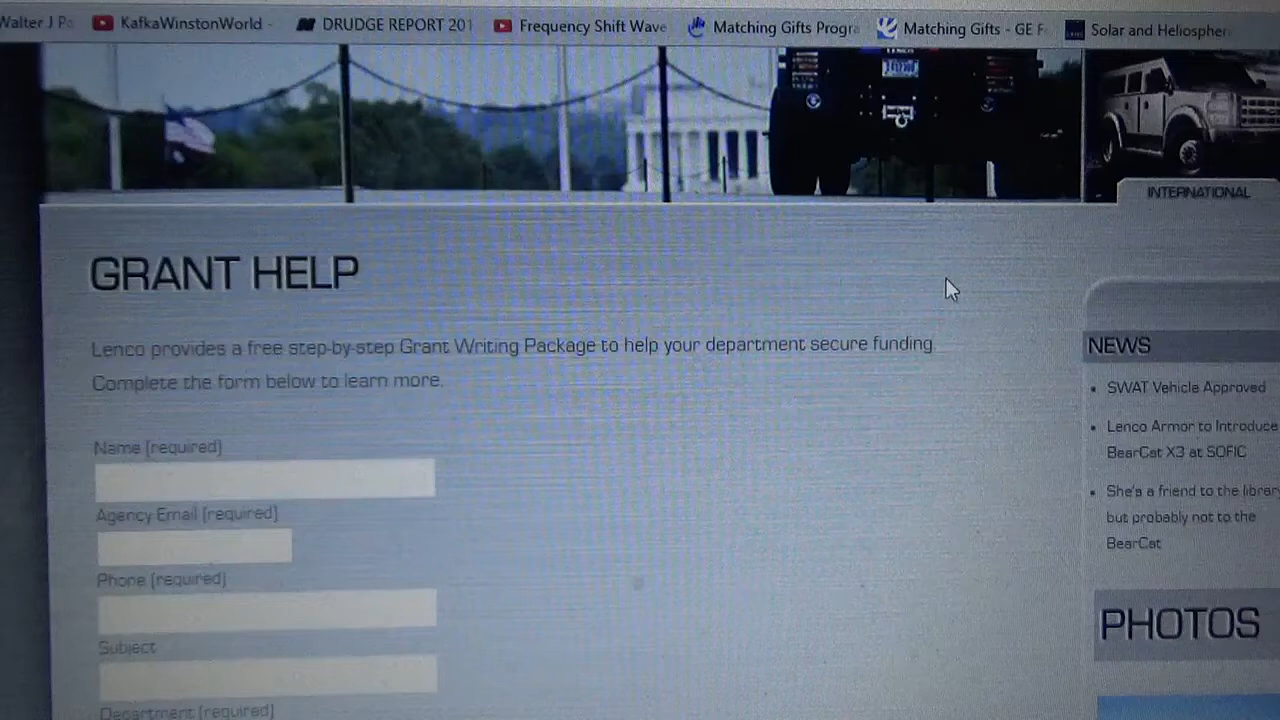 Walter J Po
KafkaWinstonWorld -
DRUDGE REPORT 201
Frequency Shift Wave
Matching Gifts Progra
Matching Gifts - GE F
Solar and Heliospher
INTERNATIONAL
GRANT HELP
Lenco provides a free step-by-step Grant Writing Package to help your department secure funding.
Complete the form below to learn more.
Name (required)
Agency Email (required)
Phone (required)
Subject
Department (required)
NEWS
SWAT Vehicle Approved
Lenco Armor to Introduce
BearCat X3 at SOFIC
She's a friend to the librar
but probably not to the
BearCat
PHOTOS